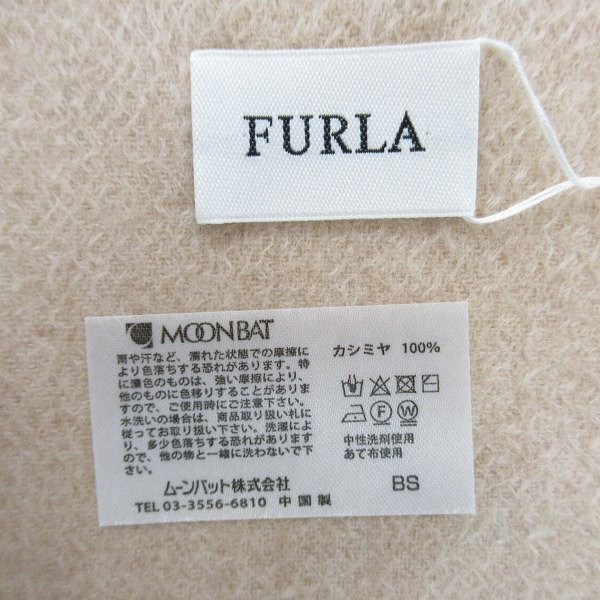 FURLA
MOONBAT
雨や汗など、濡れた状態での摩擦に
より色落ちする恐れがあります。特
に濃色のものは、強い摩擦により、
他のものに色移りすることがありま
すので、ご使用時にご注意下さい。
水洗いの場合は、商品取り扱い札に
従ってお取り扱い下さい。洗濯によ
り、多少色落ちする恐れがあります
ので、他の物と一緒に洗わないで下
さい。
ムーンバット株式会社
TEL 03-3556-6810 中国製
カシミヤ 100%
F W
中性洗剤使用
あて布使用
BS